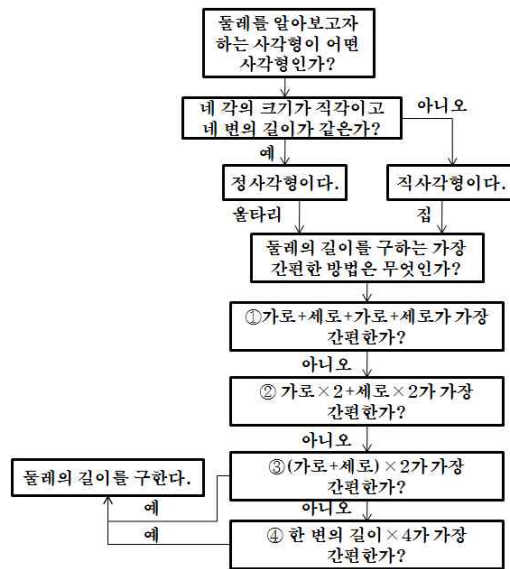 둘레를 알아보고자
하는 사각형이 어떤
사각형인가?
네 각의 크기가 직각이고
네 변의 길이가 같은가?
아니오
예
정사각형이다.
직사각형이다.
울타리
집
둘레의 길이를 구하는 가장
간편한 방법은 무엇인가?
①가로+세로+가로+세로가 가장
간편한가?
아니오
② 가로×2+세로×2가 가장
간편한가?
아니오
둘레의 길이를 구한다.
③(가로+세로)×2가 가장
간편한가?
예
아니오
예
④ 한 변의 길이×4가 가장
간편한가?